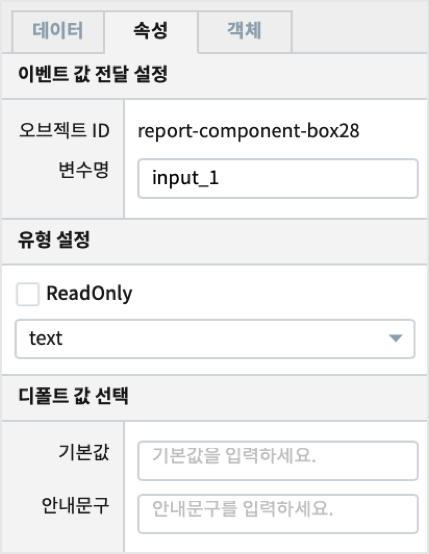 데이터 속성 객체
이벤트 값 전달 설정
오브젝트 ID report-component-box28
변수명 input_1
유형 설정
ReadOnly
text
디폴트 값 선택
기본값 기본값을 입력하세요.
안내문구 안내문구를 입력하세요.